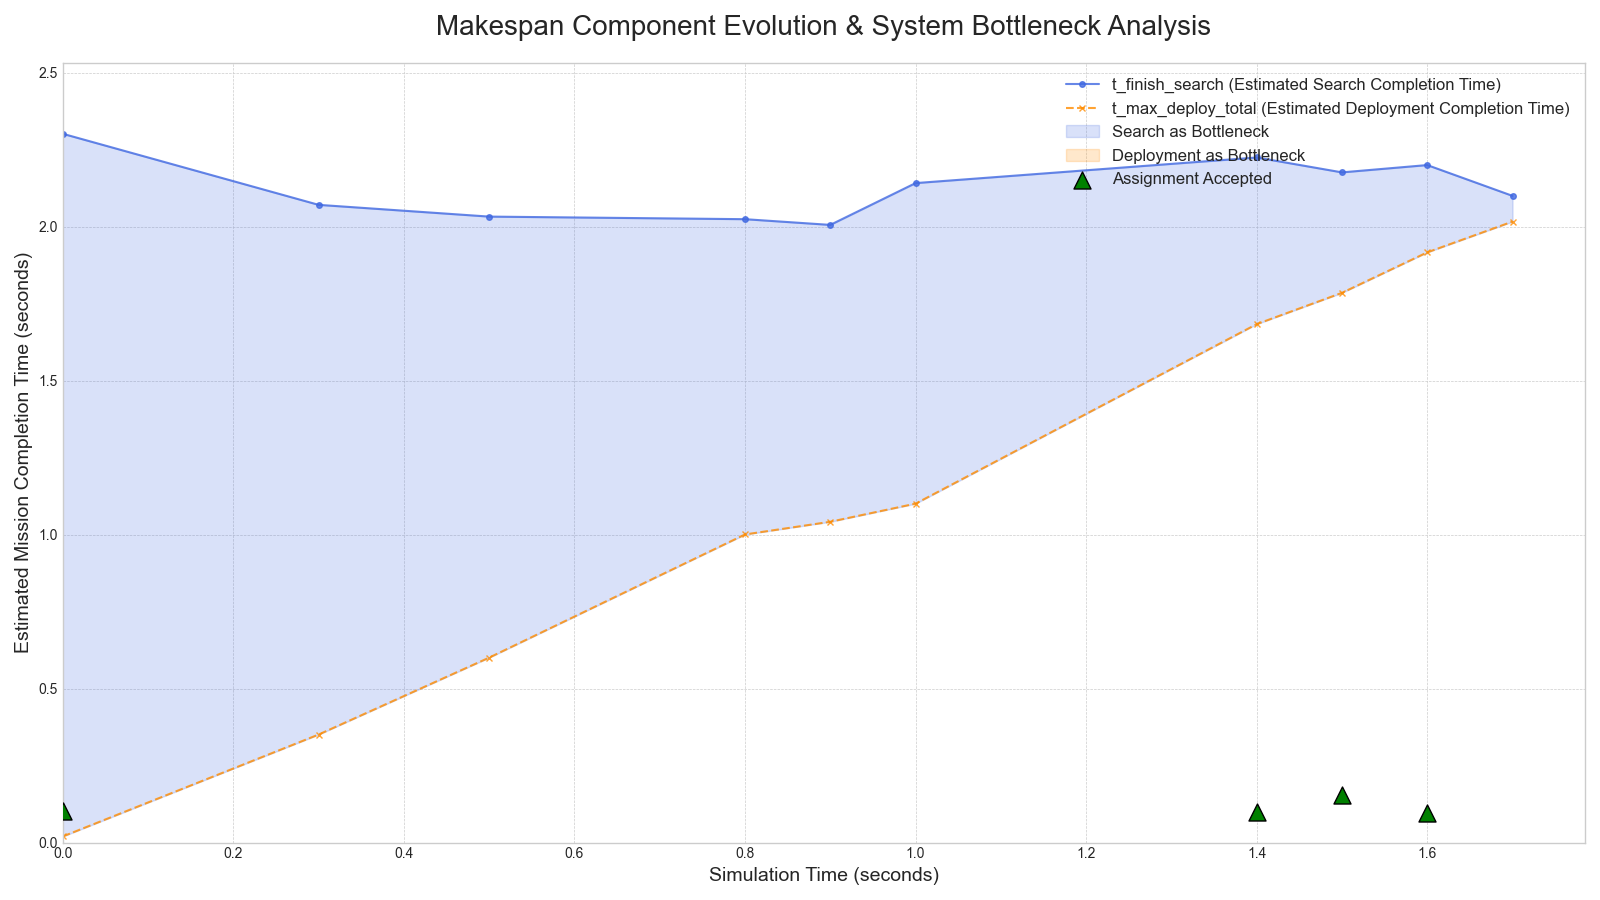 Makespan Component Evolution & System Bottleneck Analysis
t_finish_search (Estimated Search Completion Time)
t_max_deploy_total (Estimated Deployment Completion Time)
Search as Bottleneck
Deployment as Bottleneck
Assignment Accepted
Estimated Mission Completion Time (seconds)
2.5
2.0
1.5
1.0
0.5
0.0
0.0 0.2 0.4 0.6 0.8 1.0 1.2 1.4 1.6
Simulation Time (seconds)